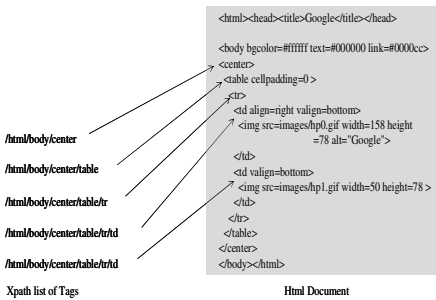 <html><head><title>Google</title></head>
<body bgcolor=#ffffff text=#000000 link=#0000cc>
<center>
<table cellpadding=0 >
<tr>
<td align=right valign=bottom>
<img src=images/hp0.gif width=158 height
=78 alt="Google">
</td>
<td valign=bottom>
<img src=images/hp1.gif width=50 height=78 >
</td>
</tr>
</table>
</center>
</body></html>
/html/body/center
/html/body/center/table
/html/body/center/table/tr
/html/body/center/table/tr/td
/html/body/center/table/tr/td
Xpath list of Tags
Html Document